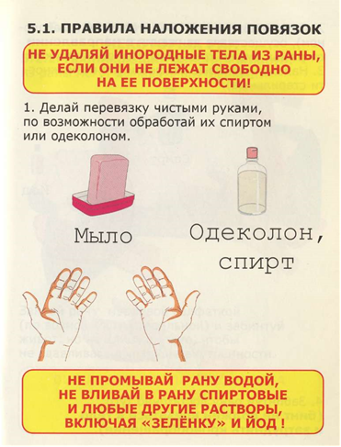 5.1. ПРАВИЛА НАЛОЖЕНИЯ ПОВЯЗОК
НЕ УДАЛЯЙ ИНОРОДНЫЕ ТЕЛА ИЗ РАНЫ,
ЕСЛИ ОНИ НЕ ЛЕЖАТ СВОБОДНО
НА ЕЕ ПОВЕРХНОСТИ!
1. Делай перевязку чистыми руками,
по возможности обработай их спиртом
или одеколоном.
Мыло
Одеколон,
спирт
НЕ ПРОМЫВАЙ РАНУ ВОДОЙ,
НЕ ВЛИВАЙ В РАНУ СПИРТОВЫЕ
И ЛЮБЫЕ ДРУГИЕ РАСТВОРЫ,
ВКЛЮЧАЯ «ЗЕЛЁНКУ» И ЙОД !